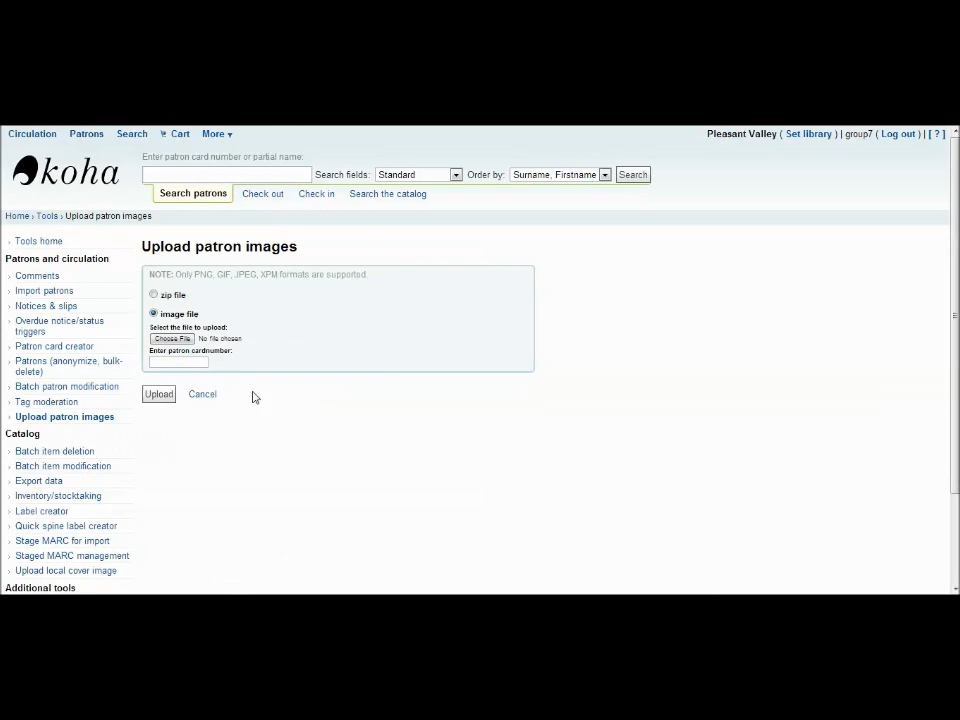 Circulation Patrons Search Cart More ▾ Pleasant Valley ( Set library ) | group7 ( Log out ) | [ ? ]
koha
Enter patron card number or partial name:
Search fields: Standard Order by: Surname, Firstname Search
Search patrons Check out Check in Search the catalog
Home › Tools › Upload patron images
› Tools home
Patrons and circulation
› Comments
› Import patrons
› Notices & slips
› Overdue notice/status
triggers
› Patron card creator
› Patrons (anonymize, bulk-
delete)
› Batch patron modification
› Tag moderation
› Upload patron images
Catalog
› Batch item deletion
› Batch item modification
› Export data
› Inventory/stocktaking
› Label creator
› Quick spine label creator
› Stage MARC for import
› Staged MARC management
› Upload local cover image
Additional tools
Upload patron images
NOTE: Only PNG, GIF, JPEG, XPM formats are supported.
zip file
image file
Select the file to upload:
Choose File No file chosen
Enter patron cardnumber:
Upload Cancel